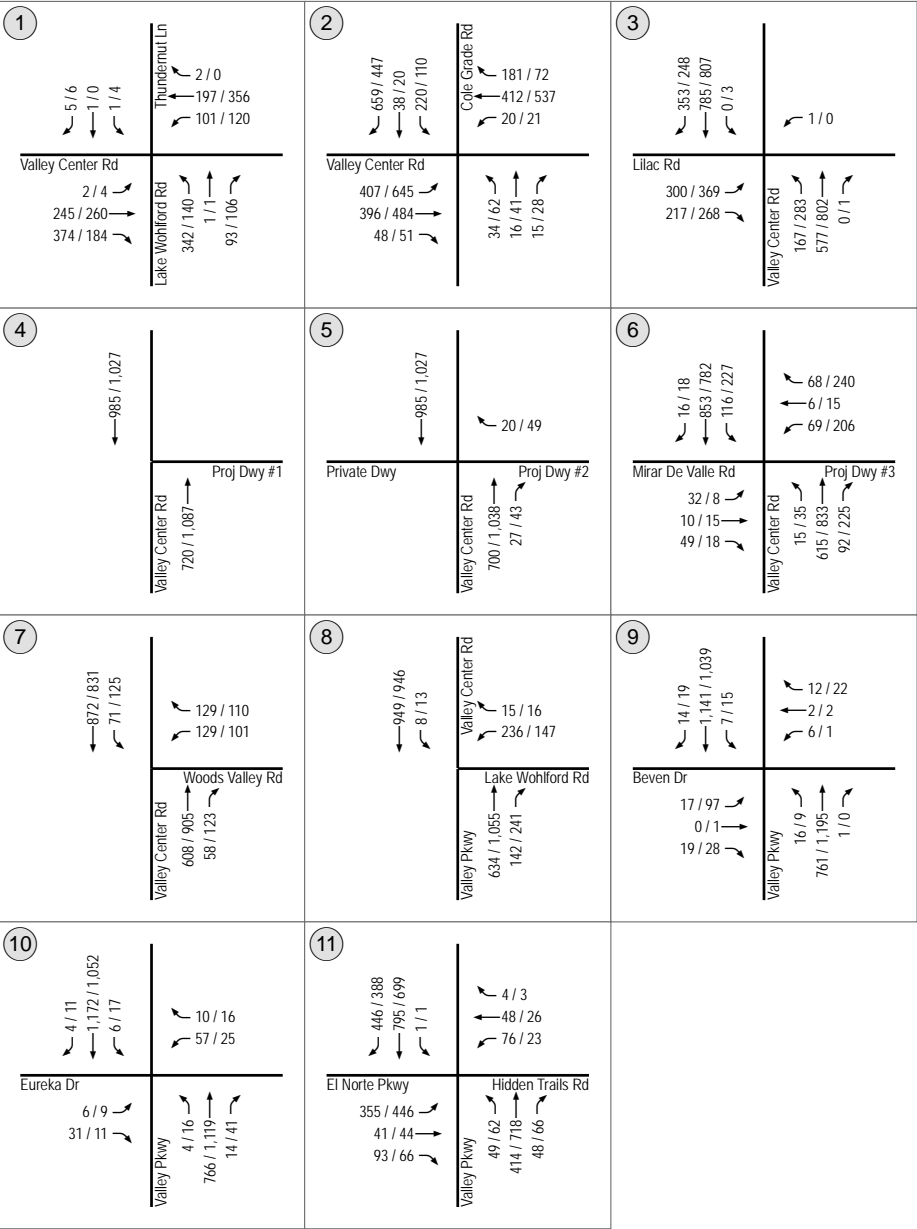 1
Thundernut Ln
5 / 6
1 / 0
1 / 4
2 / 0
197 / 356
101 / 120
Valley Center Rd
2 / 4
245 / 260
374 / 184
Lake Wohlford Rd
342 / 140
1 / 1
93 / 106
2
Cole Grade Rd
659 / 447
38 / 20
220 / 110
181 / 72
412 / 537
20 / 21
Valley Center Rd
407 / 645
396 / 484
48 / 51
34 / 62
16 / 41
15 / 28
3
353 / 248
785 / 807
0 / 3
1 / 0
Lilac Rd
300 / 369
217 / 268
Valley Center Rd
167 / 283
577 / 802
0 / 1
4
985 / 1,027
Proj Dwy #1
Valley Center Rd
720 / 1,087
5
985 / 1,027
20 / 49
Private Dwy
Proj Dwy #2
Valley Center Rd
700 / 1,038
27 / 43
6
16 / 18
853 / 782
116 / 227
68 / 240
6 / 15
69 / 206
Mirar De Valle Rd
Proj Dwy #3
32 / 8
10 / 15
49 / 18
Valley Center Rd
15 / 35
615 / 833
92 / 225
7
872 / 831
71 / 125
129 / 110
129 / 101
Woods Valley Rd
Valley Center Rd
608 / 905
58 / 123
8
Valley Center Rd
949 / 946
8 / 13
15 / 16
236 / 147
Lake Wohlford Rd
Valley Pkwy
634 / 1,055
142 / 241
9
14 / 19
1,141 / 1,039
7 / 15
12 / 22
2 / 2
6 / 1
Beven Dr
17 / 97
0 / 1
19 / 28
Valley Pkwy
16 / 9
761 / 1,195
1 / 0
10
4 / 11
1,172 / 1,052
6 / 17
10 / 16
57 / 25
Eureka Dr
6 / 9
31 / 11
Valley Pkwy
4 / 16
766 / 1,119
14 / 41
11
446 / 388
795 / 699
1 / 1
4 / 3
48 / 26
76 / 23
El Norte Pkwy
Hidden Trails Rd
355 / 446
41 / 44
93 / 66
Valley Pkwy
49 / 62
414 / 718
48 / 66